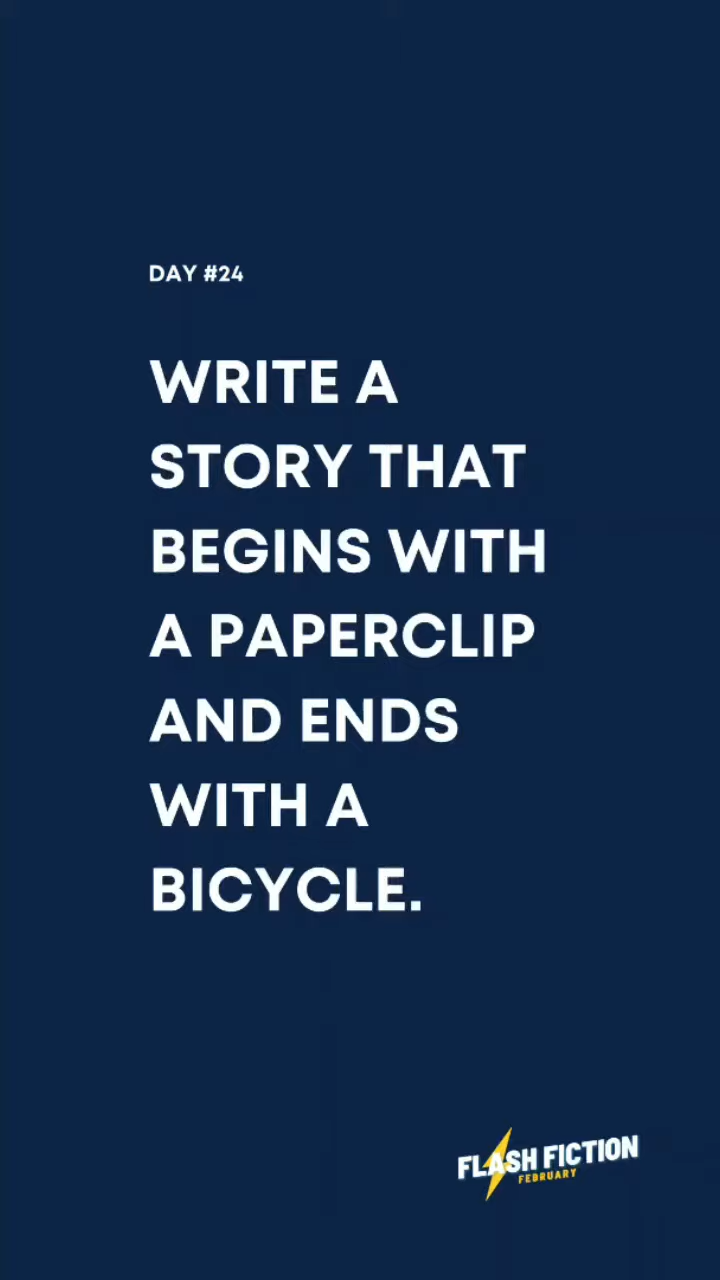 DAY #24
WRITE A
STORY THAT
BEGINS WITH
A PAPERCLIP
AND ENDS
WITH A
BICYCLE.
FLASH FICTION
FEBRUARY